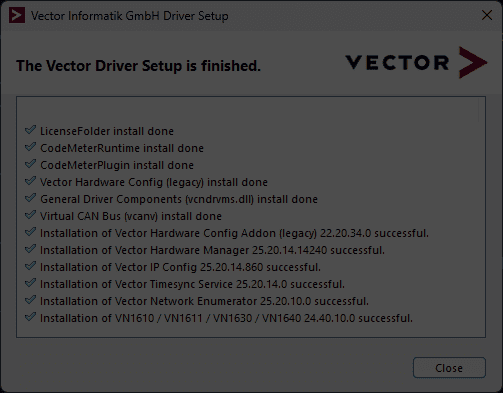 Vector Informatik GmbH Driver Setup
The Vector Driver Setup is finished.
VECTOR
LicenseFolder install done
CodeMeterRuntime install done
CodeMeterPlugin install done
Vector Hardware Config (legacy) install done
General Driver Components (vcndrvms.dll) install done
Virtual CAN Bus (vcanv) install done
Installation of Vector Hardware Config Addon (legacy) 22.20.34.0 successful.
Installation of Vector Hardware Manager 25.20.14.14240 successful.
Installation of Vector IP Config 25.20.14.860 successful.
Installation of Vector Timesync Service 25.20.14.0 successful.
Installation of Vector Network Enumerator 25.20.10.0 successful.
Installation of VN1610 / VN1611 / VN1630 / VN1640 24.40.10.0 successful.
Close